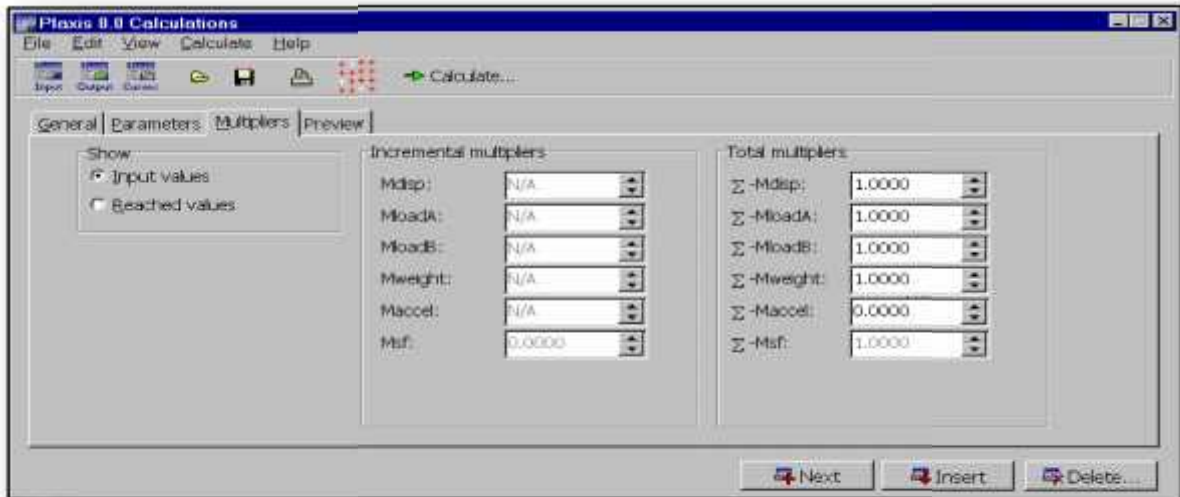 Plaxis 8.0 Calculations
File Edit View Calculate Help
Input Output Curves Calculate...
General Parameters Multipliers Preview
Show
Input values
Reached values
Incremental multipliers
Mdisp: N/A
MloadA: N/A
MloadB: N/A
Mweight: N/A
Maccel: N/A
Msf: 0.0000
Total multipliers
Σ -Mdisp: 1.0000
Σ -MloadA: 1.0000
Σ -MloadB: 1.0000
Σ -Mweight: 1.0000
Σ -Maccel: 0.0000
Σ -Msf: 1.0000
Next Insert Delete...